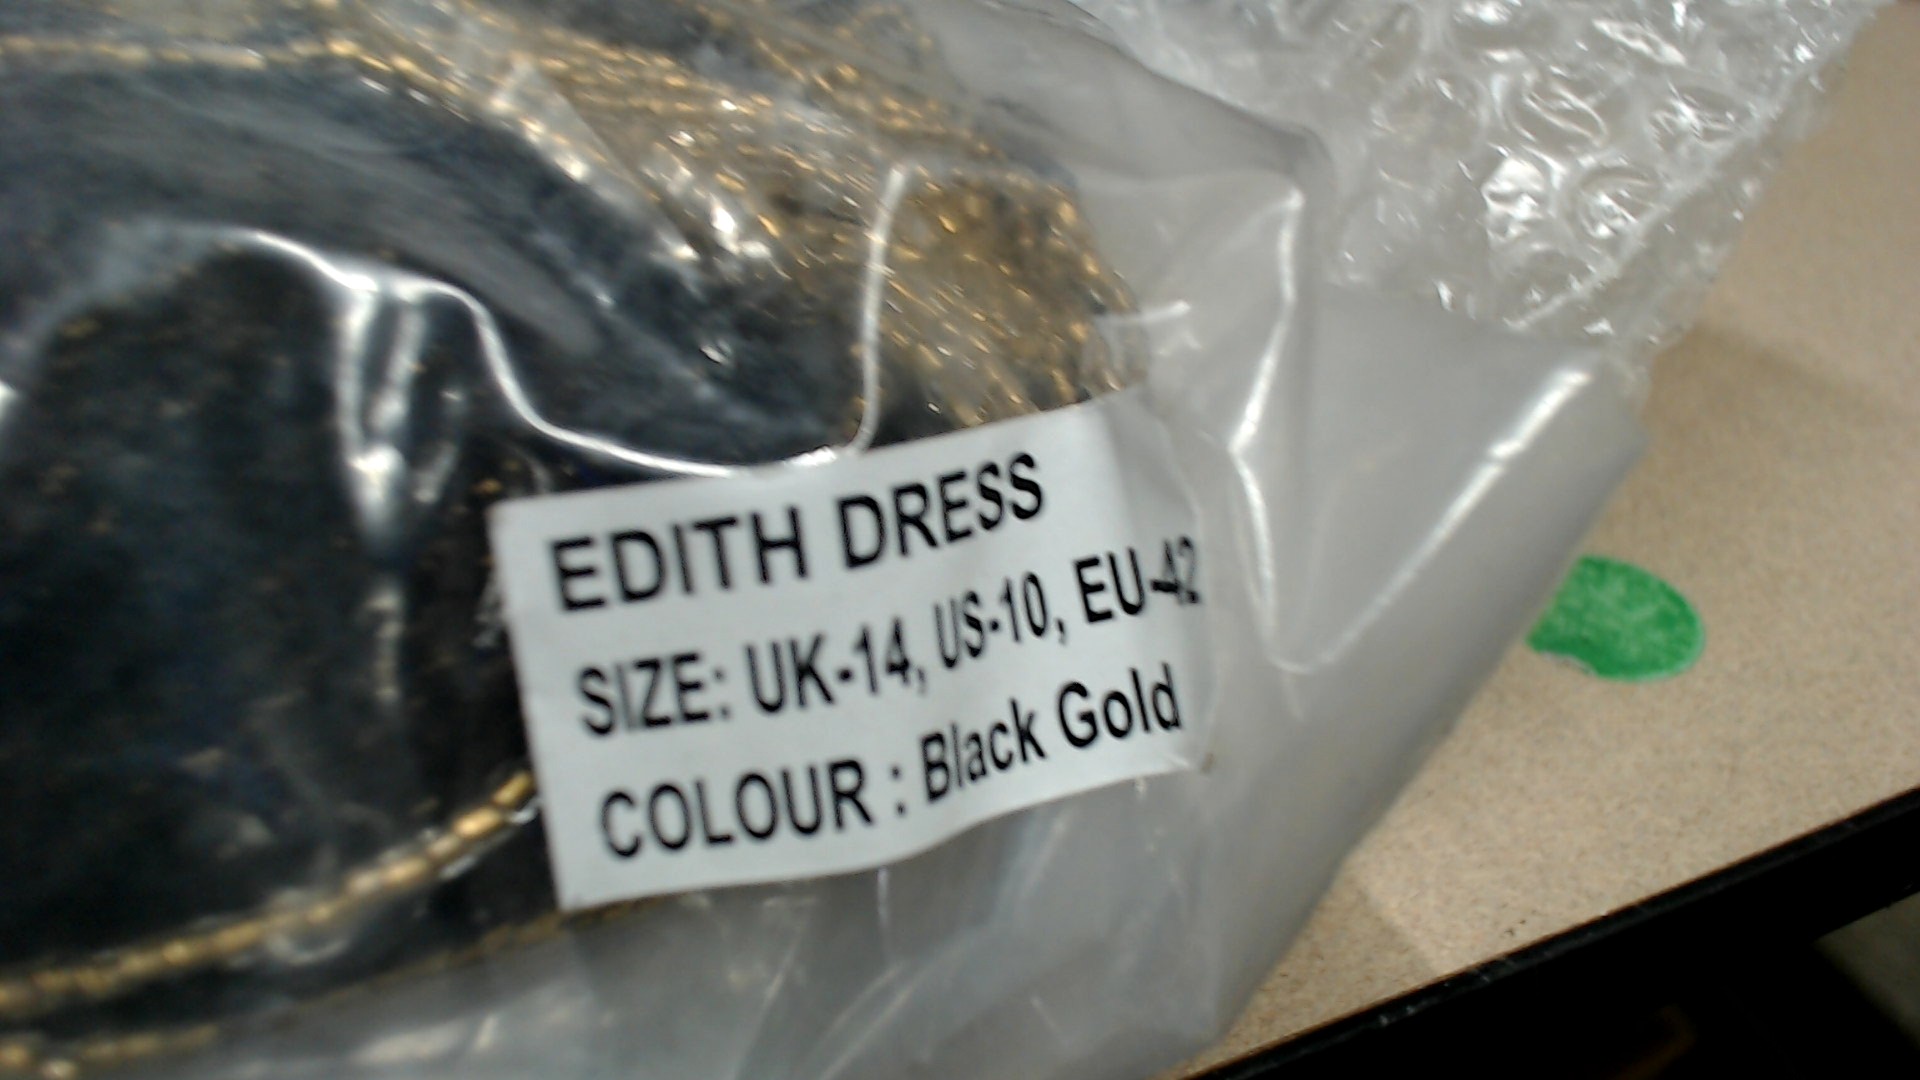 EDITH DRESS
SIZE: UK-14, US-10, EU-42
COLOUR : Black Gold